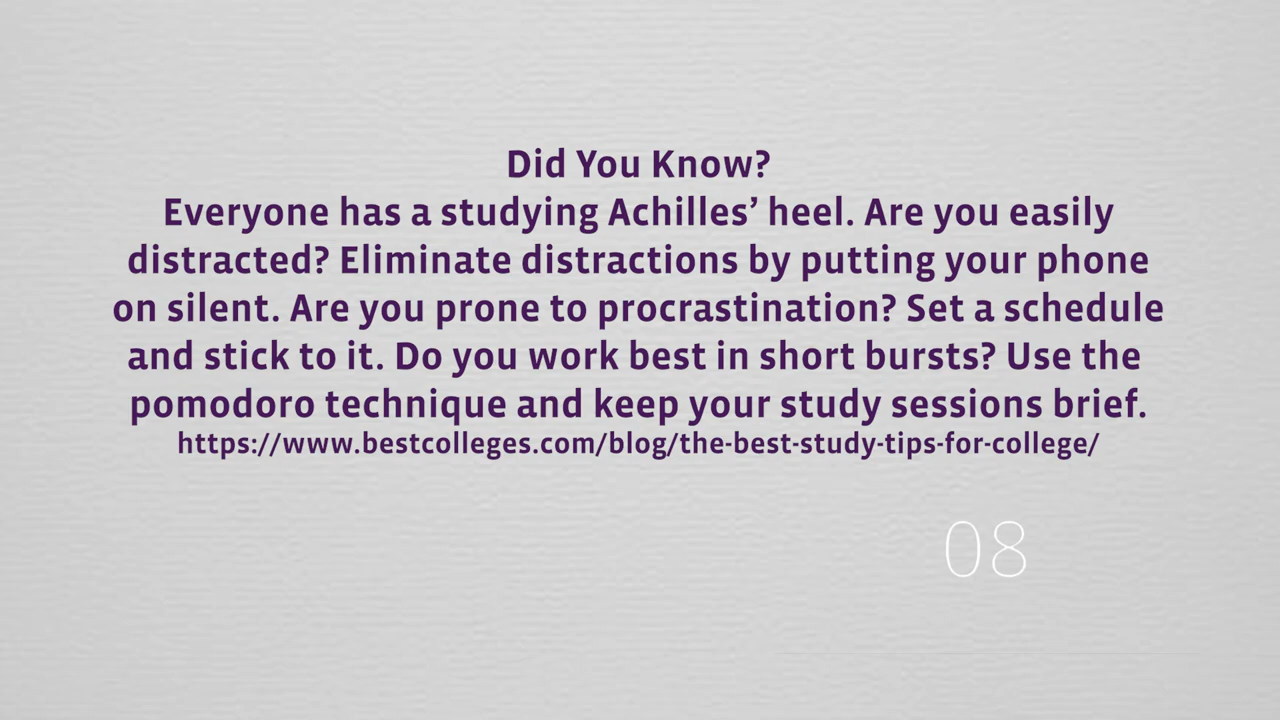 Did You Know?
Everyone has a studying Achilles’ heel. Are you easily
distracted? Eliminate distractions by putting your phone
on silent. Are you prone to procrastination? Set a schedule
and stick to it. Do you work best in short bursts? Use the
pomodoro technique and keep your study sessions brief.
https://www.bestcolleges.com/blog/the-best-study-tips-for-college/
08